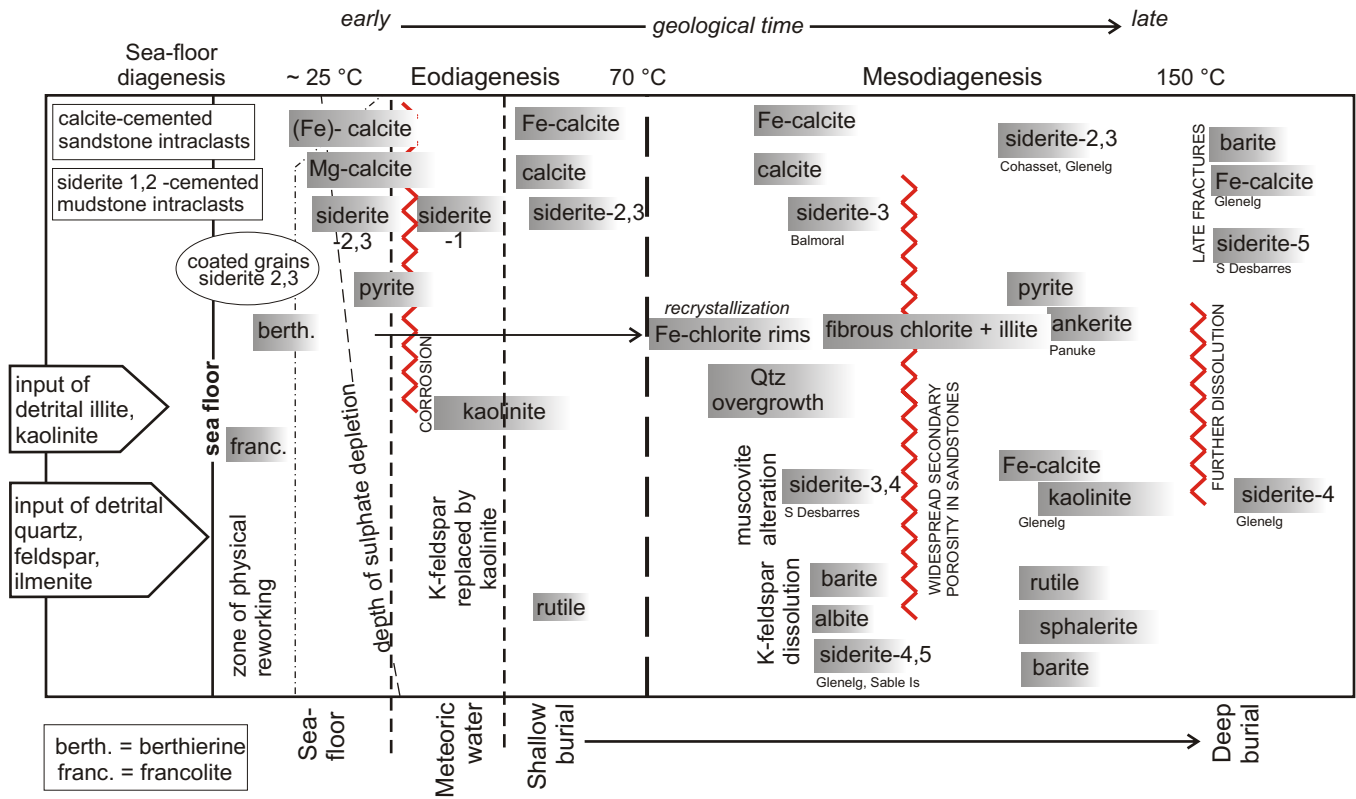 early
geological time
late
Sea-floor
diagenesis
~ 25 °C
Eodiagenesis
70 °C
Mesodiagenesis
150 °C
calcite-cemented
sandstone intraclasts
siderite 1,2 -cemented
mudstone intraclasts
coated grains
siderite 2,3
input of
detrital illite,
kaolinite
input of detrital
quartz,
feldspar,
ilmenite
sea floor
berth.
franc.
zone of physical
reworking
(Fe)- calcite
Mg-calcite
siderite
-2,3
pyrite
depth of sulphate depletion
CORROSION
siderite
-1
kaolinite
K-feldspar
replaced by
kaolinite
Fe-calcite
calcite
siderite-2,3
rutile
recrystallization
Fe-chlorite rims
fibrous chlorite + illite
Fe-calcite
calcite
siderite-3
Balmoral
Qtz
overgrowth
muscovite
alteration
siderite-3,4
S Desbarres
K-feldspar
dissolution
barite
albite
siderite-4,5
Glenelg, Sable Is
WIDESPREAD SECONDARY
POROSITY IN SANDSTONES
siderite-2,3
Cohasset, Glenelg
pyrite
ankerite
Panuke
Fe-calcite
kaolinite
Glenelg
rutile
sphalerite
barite
LATE FRACTURES
barite
Fe-calcite
Glenelg
siderite-5
S Desbarres
FURTHER DISSOLUTION
siderite-4
Glenelg
Sea-
floor
Meteoric
water
Shallow
burial
Deep
burial
berth. = berthierine
franc. = francolite